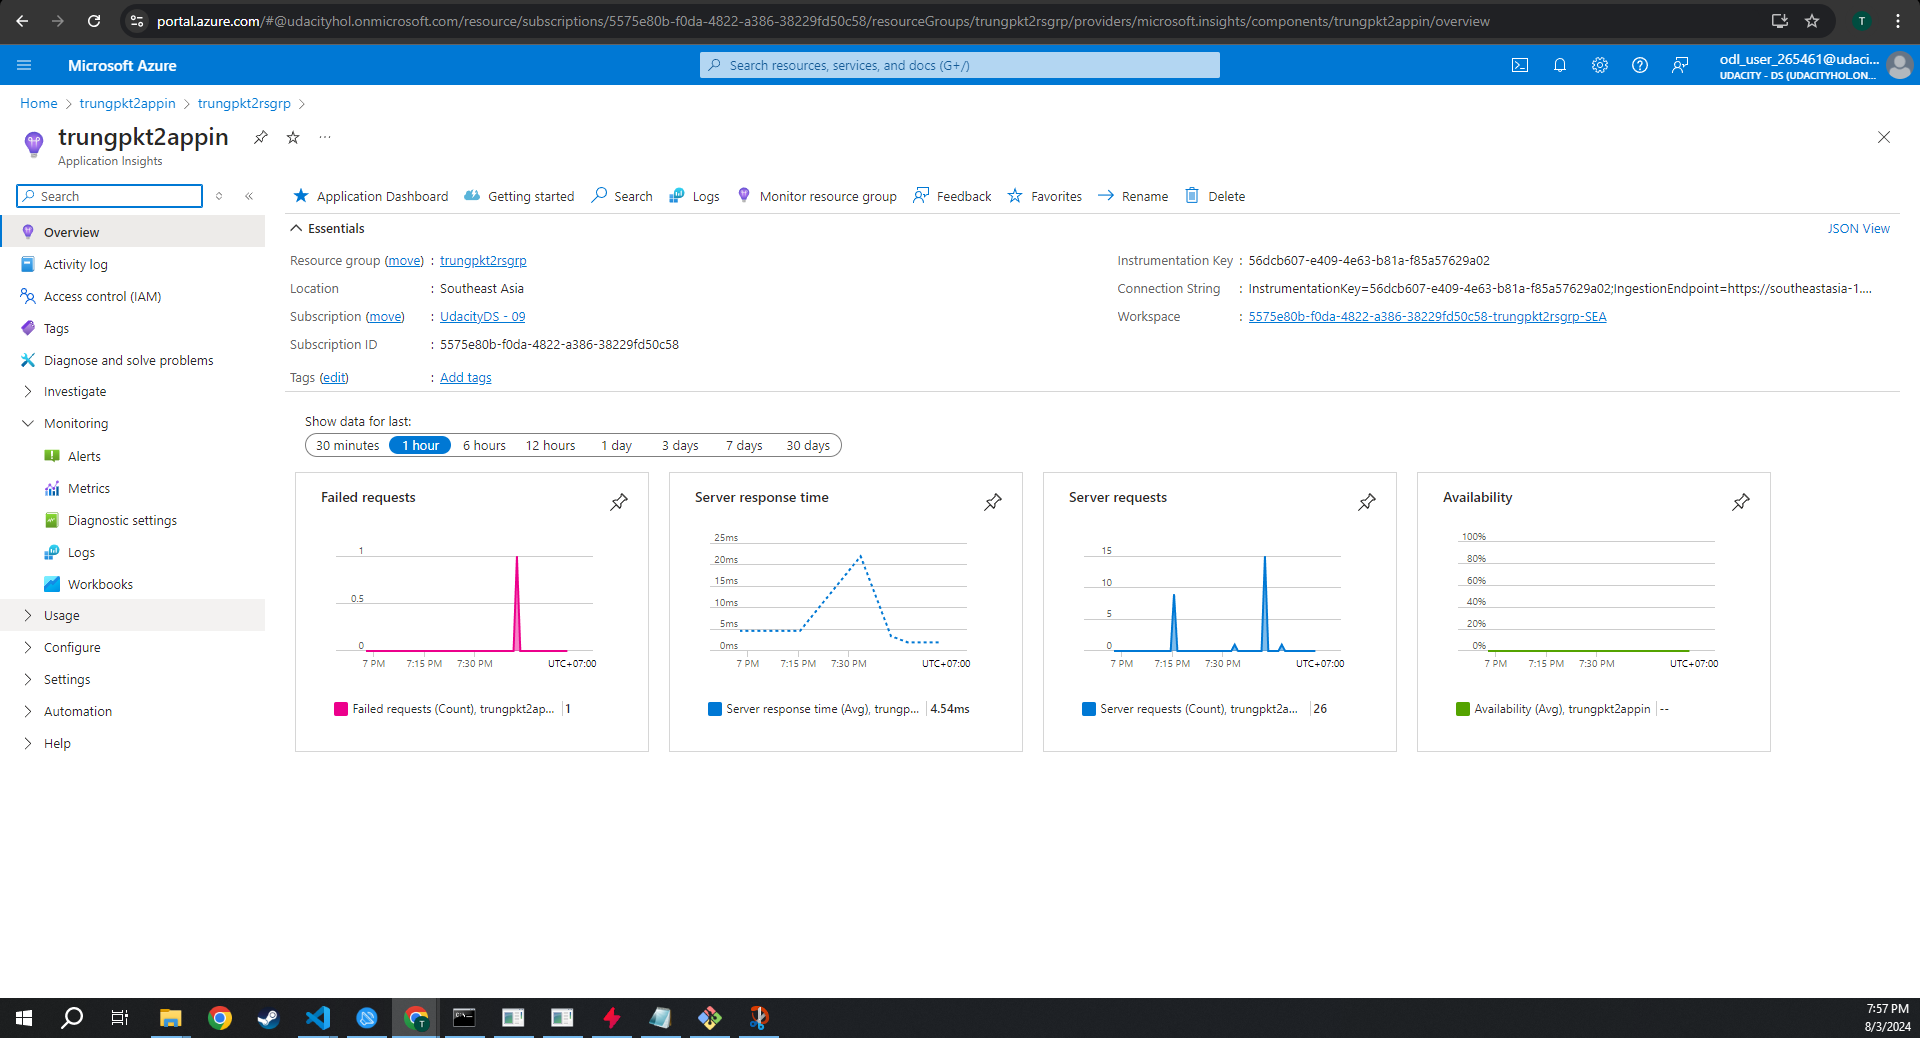 portal.azure.com/#@udacityhol.onmicrosoft.com/resource/subscriptions/5575e80b-f0da-4822-a386-38229fd50c58/resourceGroups/trungpkt2rsgrp/providers/microsoft.insights/components/trungpkt2appin/overview
T
Microsoft Azure
Search resources, services, and docs (G+/)
odl_user_265461@udaci...
UDACITY - DS (UDACITYHOL.ON...
Home > trungpkt2appin > trungpkt2rsgrp >
trungpkt2appin
Application Insights
Search
Application Dashboard
Getting started
Search
Logs
Monitor resource group
Feedback
Favorites
Rename
Delete
Overview
Activity log
Access control (IAM)
Tags
Diagnose and solve problems
Investigate
Monitoring
Alerts
Metrics
Diagnostic settings
Logs
Workbooks
Usage
Configure
Settings
Automation
Help
Essentials
JSON View
Resource group (move) : trungpkt2rsgrp
Location : Southeast Asia
Subscription (move) : UdacityDS - 09
Subscription ID : 5575e80b-f0da-4822-a386-38229fd50c58
Tags (edit) : Add tags
Instrumentation Key : 56dcb607-e409-4e63-b81a-f85a57629a02
Connection String : InstrumentationKey=56dcb607-e409-4e63-b81a-f85a57629a02;IngestionEndpoint=https://southeastasia-1....
Workspace : 5575e80b-f0da-4822-a386-38229fd50c58-trungpkt2rsgrp-SEA
Show data for last:
30 minutes 1 hour 6 hours 12 hours 1 day 3 days 7 days 30 days
Failed requests
1
0.5
0
7 PM 7:15 PM 7:30 PM UTC+07:00
Failed requests (Count), trungpkt2ap... 1
Server response time
25ms
20ms
15ms
10ms
5ms
0ms
7 PM 7:15 PM 7:30 PM UTC+07:00
Server response time (Avg), trungp... 4.54ms
Server requests
15
10
5
0
7 PM 7:15 PM 7:30 PM UTC+07:00
Server requests (Count), trungpkt2a... 26
Availability
100%
80%
60%
40%
20%
0%
7 PM 7:15 PM 7:30 PM UTC+07:00
Availability (Avg), trungpkt2appin --
T
7:57 PM
8/3/2024